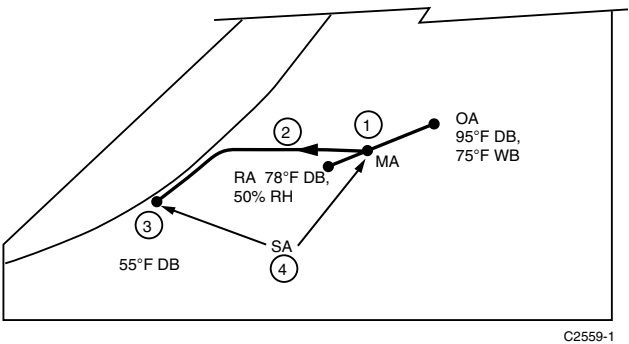 1
2
OA
95°F DB,
75°F WB
MA
RA 78°F DB,
50% RH
3
SA
4
55°F DB
C2559-1